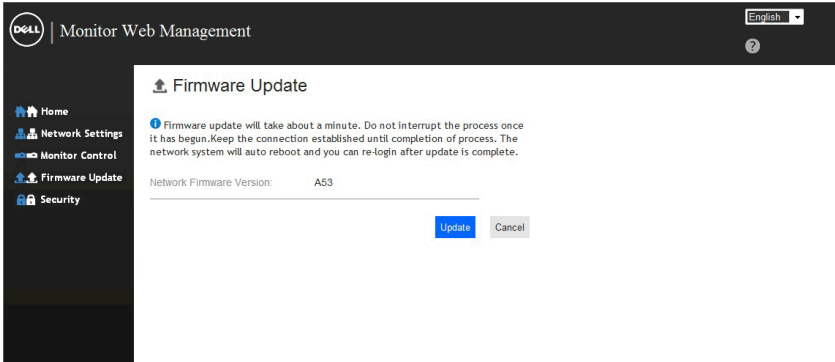 DELL | Monitor Web Management
English
?
Firmware Update
Home
Network Settings
Monitor Control
Firmware Update
Security
i Firmware update will take about a minute. Do not interrupt the process once
it has begun.Keep the connection established until completion of process. The
network system will auto reboot and you can re-login after update is complete.
Network Firmware Version: A53
Update Cancel